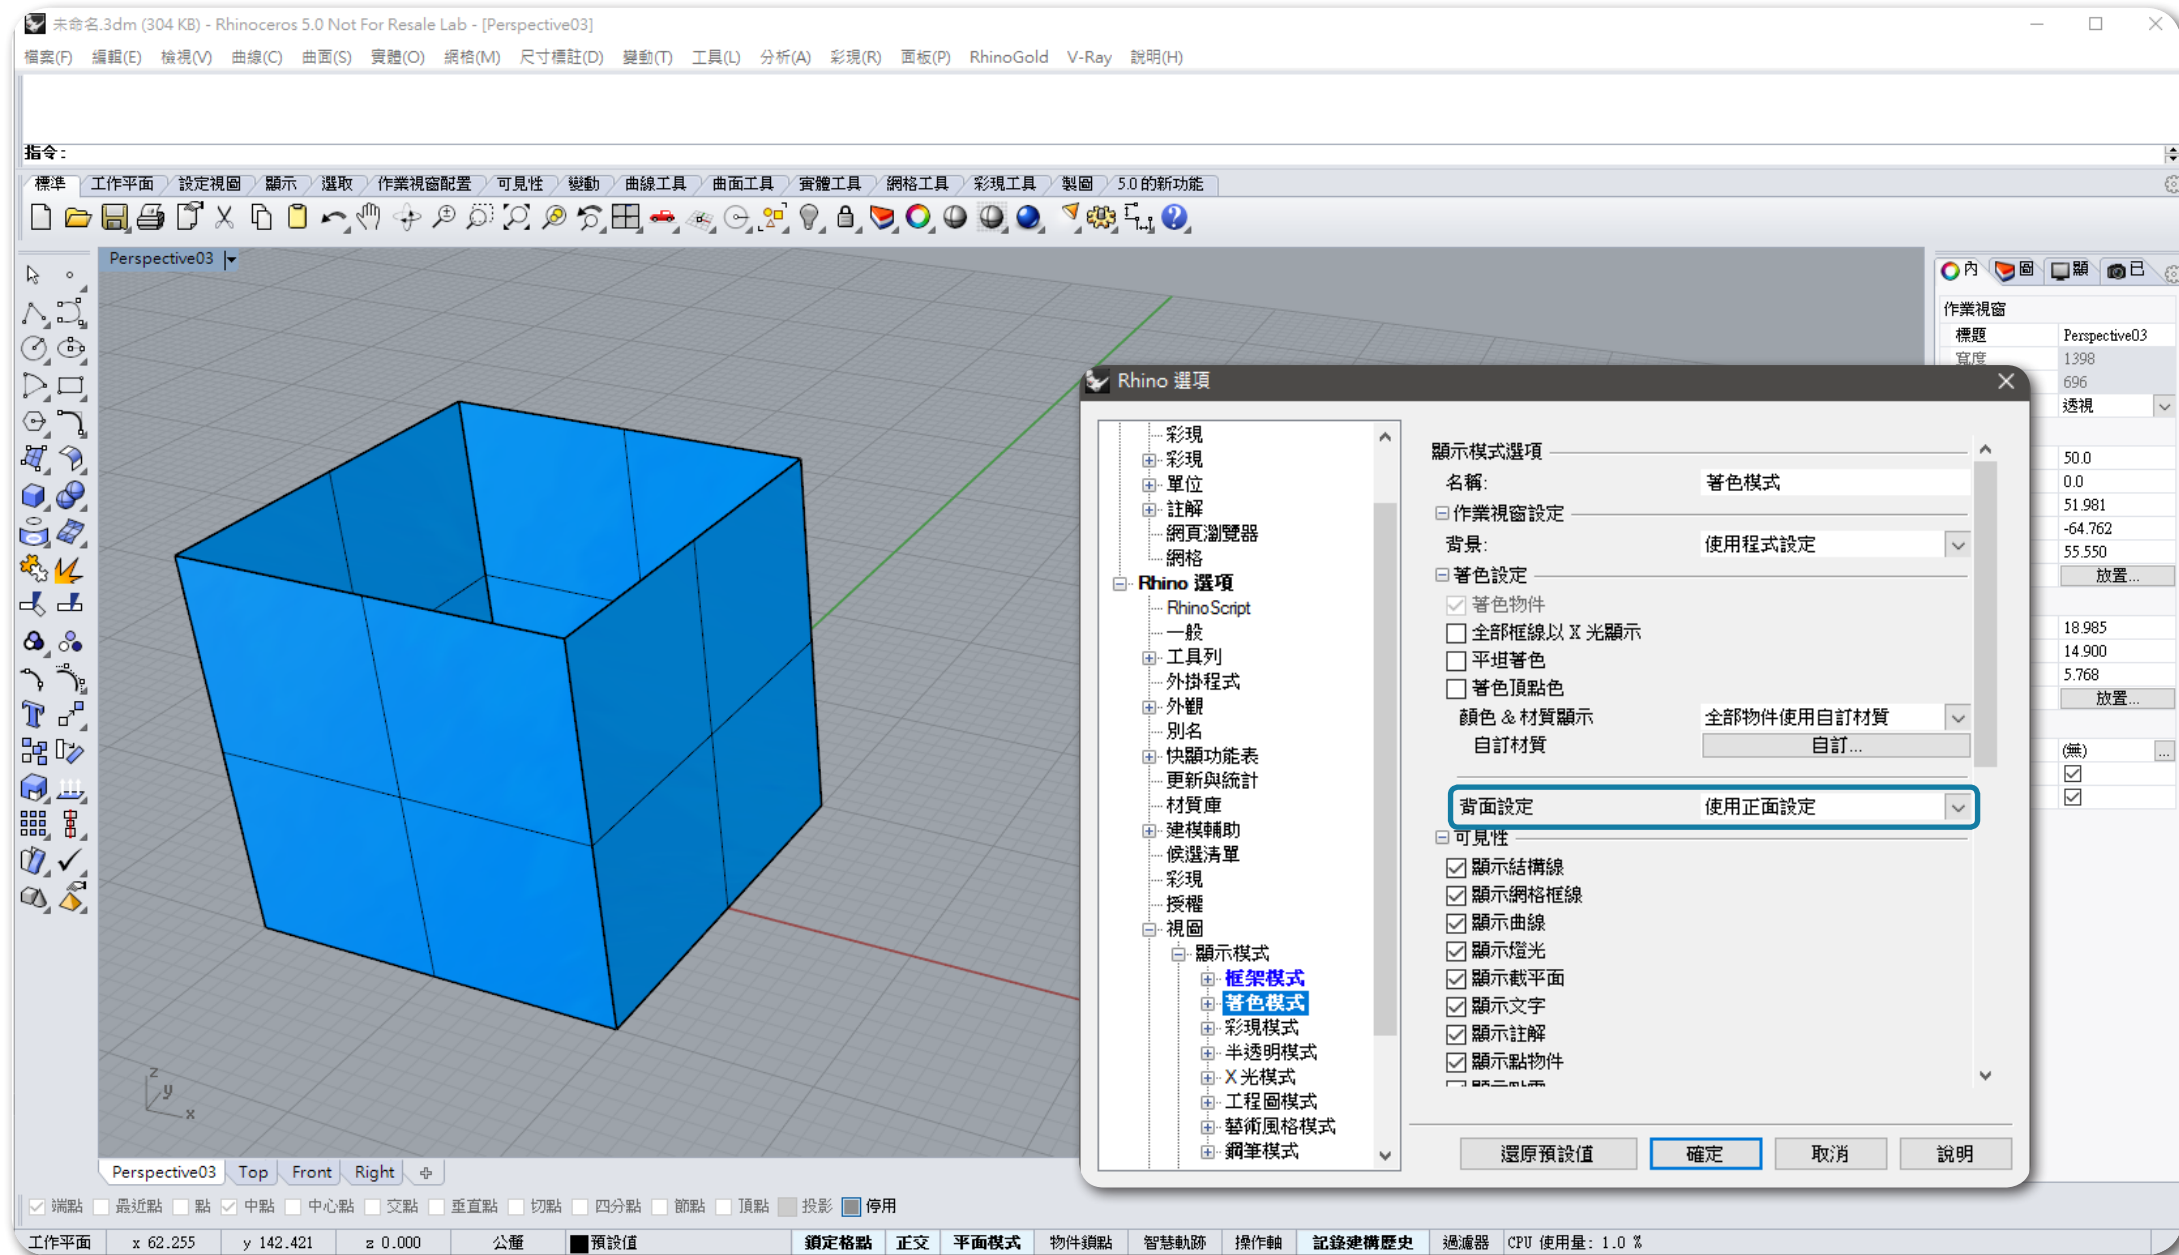 未命名.3dm (304 KB) - Rhinoceros 5.0 Not For Resale Lab - [Perspective03]
檔案(F) 編輯(E) 檢視(V) 曲線(C) 曲面(S) 實體(O) 網格(M) 尺寸標註(D) 變動(T) 工具(L) 分析(A) 彩現(R) 面板(P) RhinoGold V-Ray 說明(H)
指令:
標準 工作平面 設定視圖 顯示 選取 作業視窗配置 可見性 變動 曲線工具 曲面工具 實體工具 網格工具 彩現工具 製圖 5.0 的新功能
Perspective03
內 圖 顯 已
作業視窗
標題 Perspective03
寬度 1398
696
透視
50.0
0.0
51.981
-64.762
55.550
放置...
18.985
14.900
5.768
放置...
(無) ...
Rhino 選項
彩現
彩現
單位
註解
網頁瀏覽器
網格
Rhino 選項
RhinoScript
一般
工具列
外掛程式
外觀
別名
快顯功能表
更新與統計
材質庫
建模輔助
候選清單
彩現
授權
視圖
顯示模式
框架模式
著色模式
彩現模式
半透明模式
X 光模式
工程圖模式
藝術風格模式
鋼筆模式
顯示模式選項
名稱: 著色模式
作業視窗設定
背景: 使用程式設定
著色設定
著色物件
全部框線以 X 光顯示
平坦著色
著色頂點色
顏色 & 材質顯示 全部物件使用自訂材質
自訂材質 自訂...
背面設定 使用正面設定
可見性
顯示結構線
顯示網格框線
顯示曲線
顯示燈光
顯示截平面
顯示文字
顯示註解
顯示點物件
還原預設值 確定 取消 說明
z
y
x
Perspective03 Top Front Right
端點 最近點 點 中點 中心點 交點 垂直點 切點 四分點 節點 頂點 投影 停用
工作平面 x 62.255 y 142.421 z 0.000 公釐 預設值 鎖定格點 正交 平面模式 物件鎖點 智慧軌跡 操作軸 記錄建構歷史 過濾器 CPU 使用量: 1.0 %